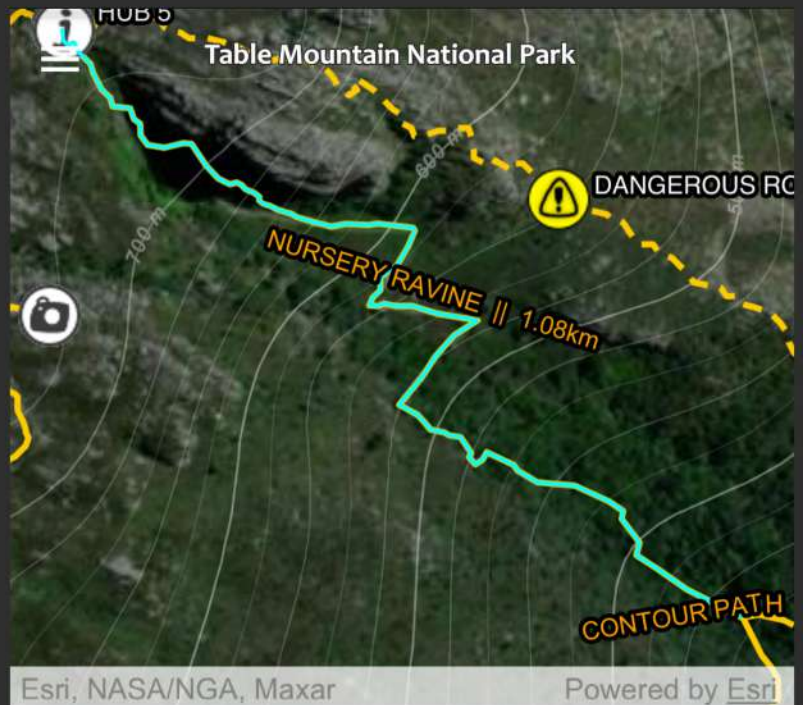 HUB 5
Table Mountain National Park
600 m
DANGEROUS RO
700 m
NURSERY RAVINE || 1.08km
CONTOUR PATH
Esri, NASA/NGA, Maxar
Powered by Esri